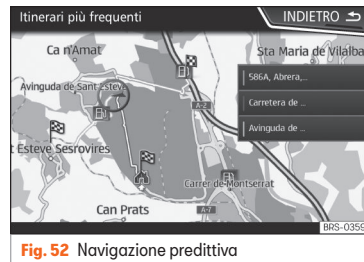 Itinerari più frequenti
INDIETRO
Ca n'Amat
Sta Maria de Vilalba
586A, Abrera,...
Avinguda de Sant Esteve
A-2
Carretera de ...
Avinguda de ...
t Esteve Sesrovires
Carrer de Montserrat
Can Prats
A-7
BRS-0359
Fig. 52 Navigazione predittiva